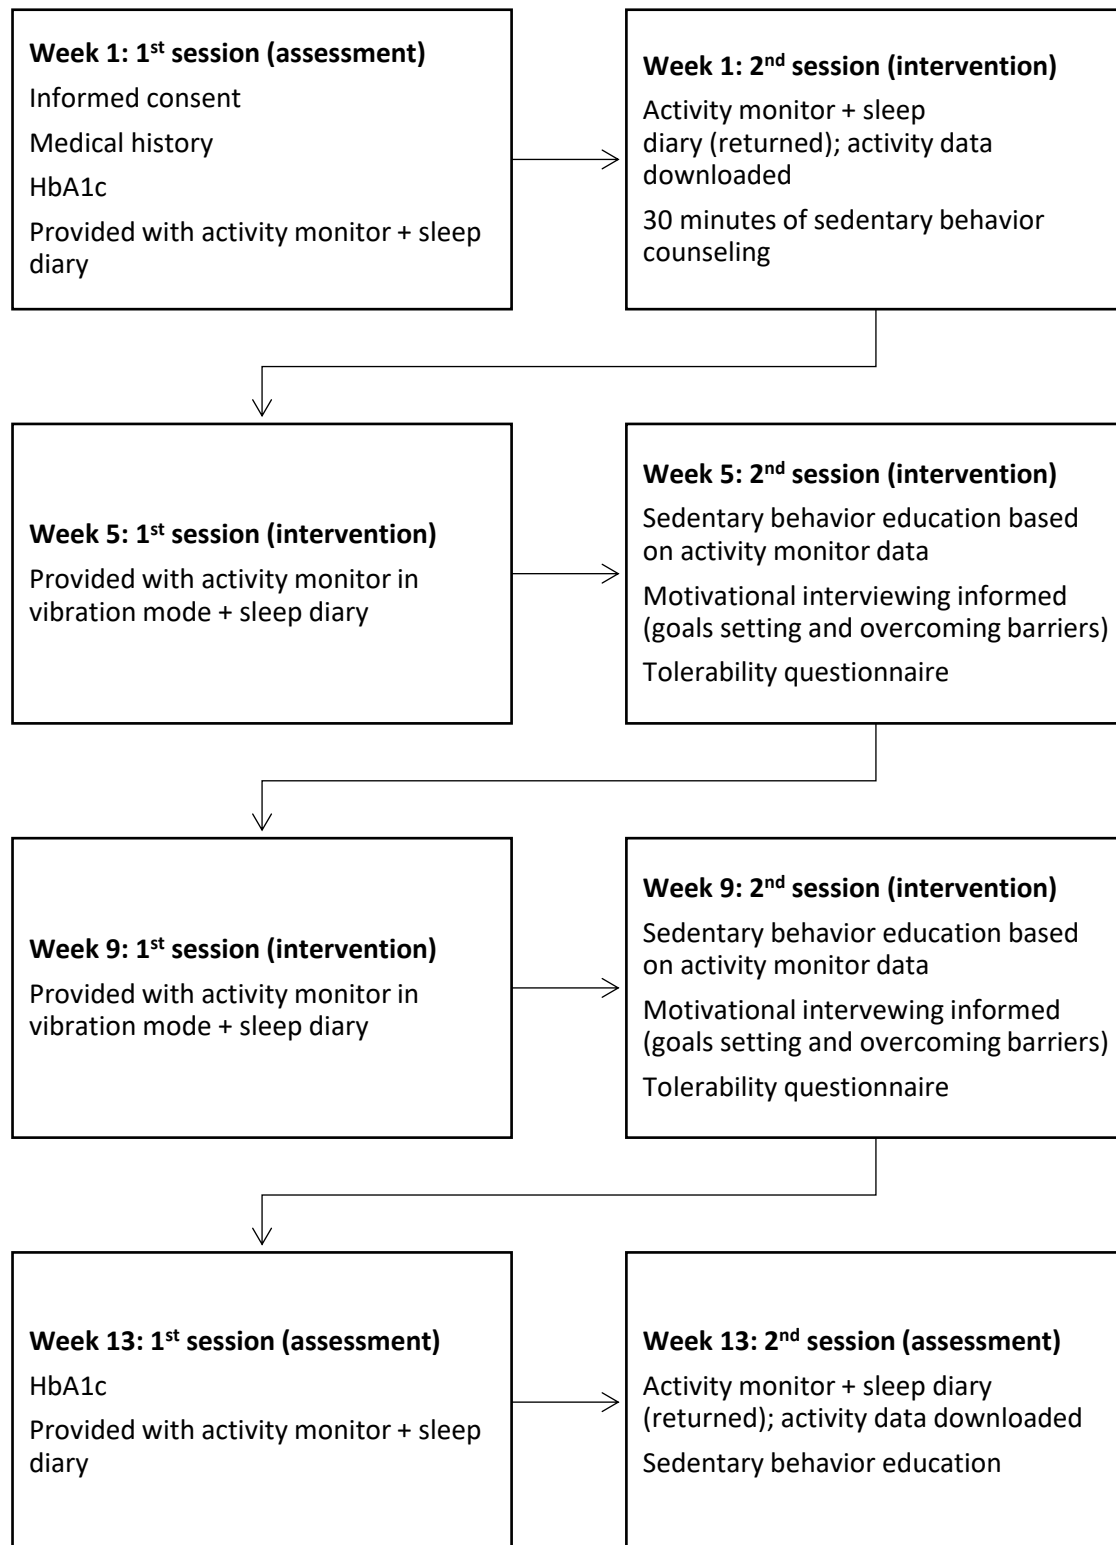 Week 1: 1st session (assessment)
Informed consent
Medical history
HbA1c
Provided with activity monitor + sleep
diary
Week 1: 2nd session (intervention)
Activity monitor + sleep
diary (returned); activity data
downloaded
30 minutes of sedentary behavior
counseling
Week 5: 1st session (intervention)
Provided with activity monitor in
vibration mode + sleep diary
Week 5: 2nd session (intervention)
Sedentary behavior education based
on activity monitor data
Motivational interviewing informed
(goals setting and overcoming barriers)
Tolerability questionnaire
Week 9: 1st session (intervention)
Provided with activity monitor in
vibration mode + sleep diary
Week 9: 2nd session (intervention)
Sedentary behavior education based
on activity monitor data
Motivational intervewing informed
(goals setting and overcoming barriers)
Tolerability questionnaire
Week 13: 1st session (assessment)
HbA1c
Provided with activity monitor + sleep
diary
Week 13: 2nd session (assessment)
Activity monitor + sleep diary
(returned); activity data downloaded
Sedentary behavior education